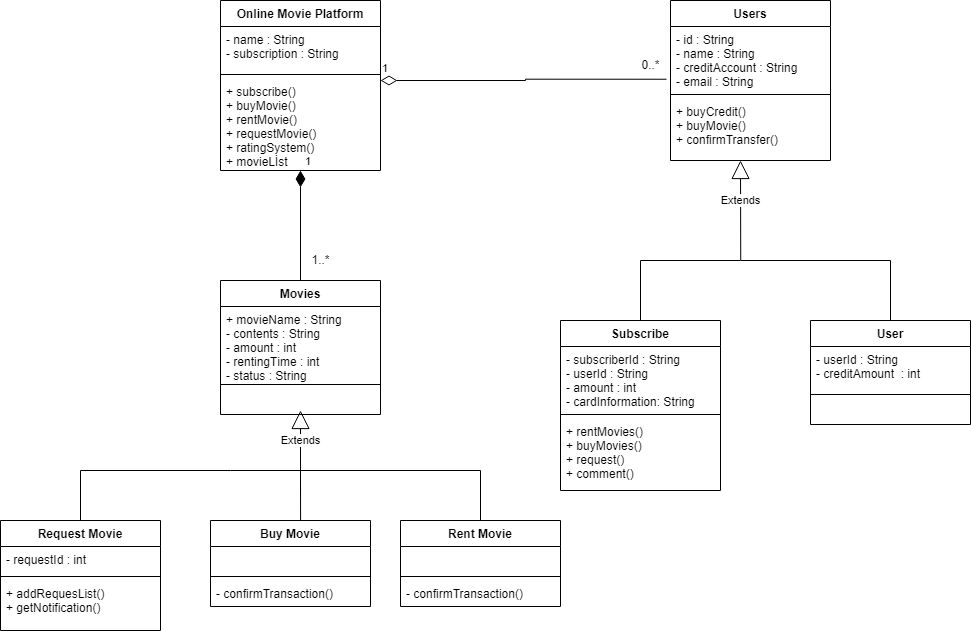 Online Movie Platform
- name : String
- subscription : String
+ subscribe()
+ buyMovie()
+ rentMovie()
+ requestMovie()
+ ratingSystem()
+ movieList
1
1
0..*
Users
- id : String
- name : String
- creditAccount : String
- email : String
+ buyCredit()
+ buyMovie()
+ confirmTransfer()
Extends
1..*
Movies
+ movieName : String
- contents : String
- amount : int
- rentingTime : int
- status : String
Extends
Subscribe
- subscriberId : String
- userId : String
- amount : int
- cardInformation: String
+ rentMovies()
+ buyMovies()
+ request()
+ comment()
User
- userId : String
- creditAmount : int
Request Movie
- requestId : int
+ addRequesList()
+ getNotification()
Buy Movie
- confirmTransaction()
Rent Movie
- confirmTransaction()